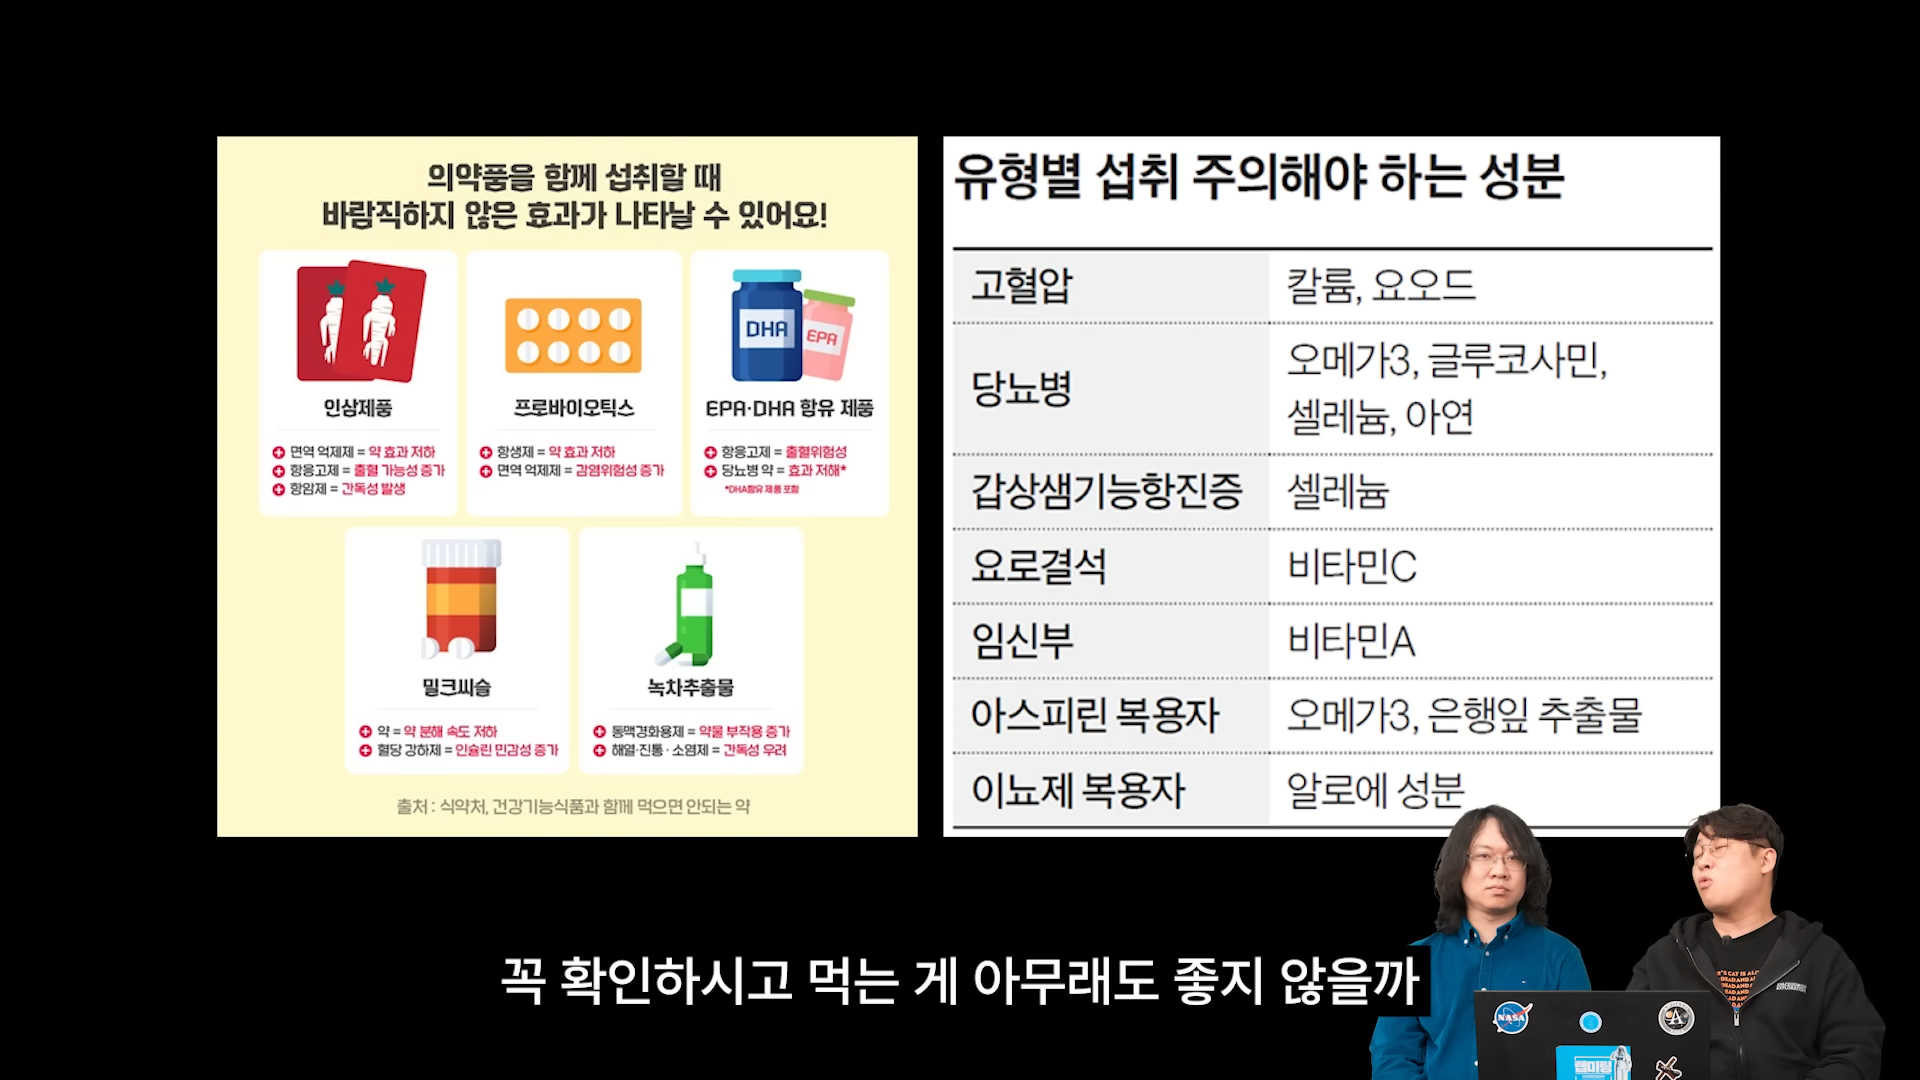 의약품을 함께 섭취할 때
바람직하지 않은 효과가 나타날 수 있어요!
DHA
EPA
인삼제품
면역 억제제 = 약 효과 저하
항응고제 = 출혈 가능성 증가
항암제 = 간독성 발생
프로바이오틱스
항생제 = 약 효과 저하
면역 억제제 = 감염위험성 증가
EPA·DHA 함유 제품
항응고제 = 출혈위험성
당뇨병 약 = 효과 저해*
*DHA함유 제품 포함
밀크씨슬
약 = 약 분해 속도 저하
혈당 강하제 = 인슐린 민감성 증가
녹차추출물
동맥경화용제 = 약물 부작용 증가
해열·진통·소염제 = 간독성 우려
출처 : 식약처, 건강기능식품과 함께 먹으면 안되는 약
유형별 섭취 주의해야 하는 성분
고혈압 칼륨, 요오드
당뇨병 오메가3, 글루코사민,
셀레늄, 아연
갑상샘기능항진증 셀레늄
요로결석 비타민C
임신부 비타민A
아스피린 복용자 오메가3, 은행잎 추출물
이뇨제 복용자 알로에 성분
꼭 확인하시고 먹는 게 아무래도 좋지 않을까
NASA
랩미팅